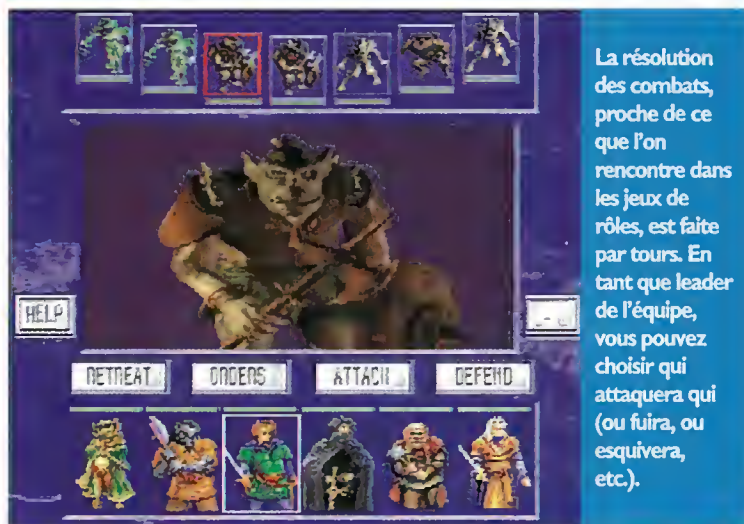 HELP
RETREAT
ORDERS
ATTACK
DEFEND
La résolution
des combats,
proche de ce
que l'on
rencontre dans
les jeux de
rôles, est faite
par tours. En
tant que leader
de l'équipe,
vous pouvez
choisir qui
attaquera qui
(ou fuira, ou
esquivera,
etc.).